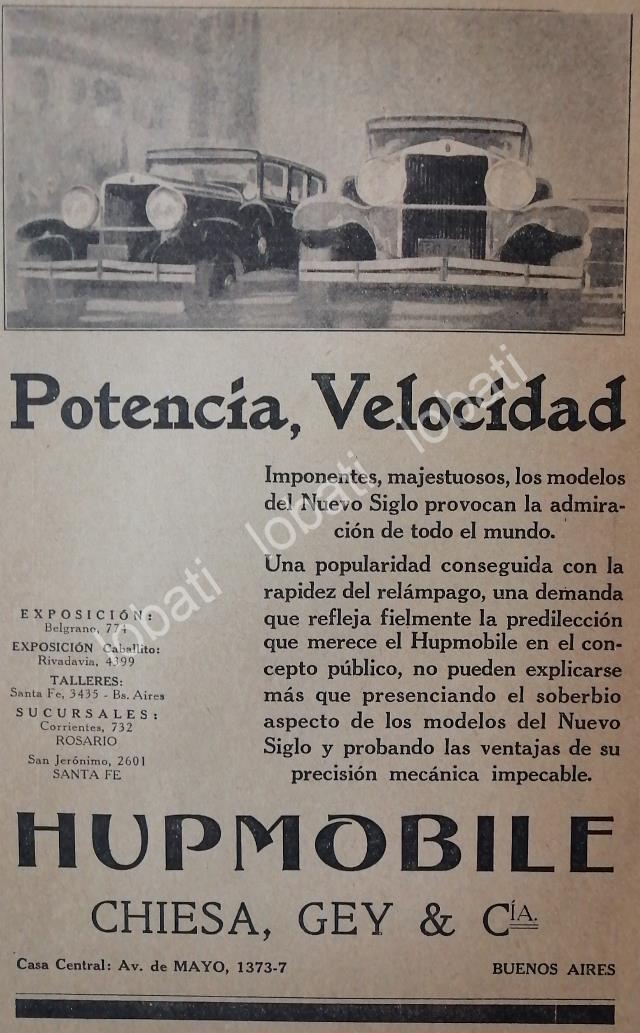 Potencia, Velocidad
Imponentes, majestuosos, los modelos
del Nuevo Siglo provocan la admira-
ción de todo el mundo.
Una popularidad conseguida con la
rapidez del relámpago, una demanda
que refleja fielmente la predilección
que merece el Hupmobile en el con-
cepto público, no pueden explicarse
más que presenciando el soberbio
aspecto de los modelos del Nuevo
Siglo y probando las ventajas de su
precisión mecánica impecable.
EXPOSICIÓN:
Belgrano, 774
EXPOSICIÓN Caballito:
Rivadavia, 4399
TALLERES:
Santa Fe, 3435 - Bs. Aires
SUCURSALES:
Corrientes, 732
ROSARIO
San Jerónimo, 2601
SANTA FE
HUPMOBILE
CHIESA, GEY & CÍA.
Casa Central: Av. de MAYO, 1373-7 BUENOS AIRES
lobati lobati lobati